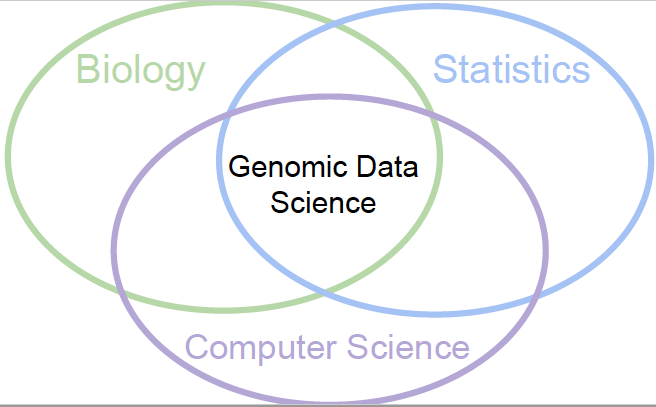 Biology
Statistics
Genomic Data
Science
Computer Science